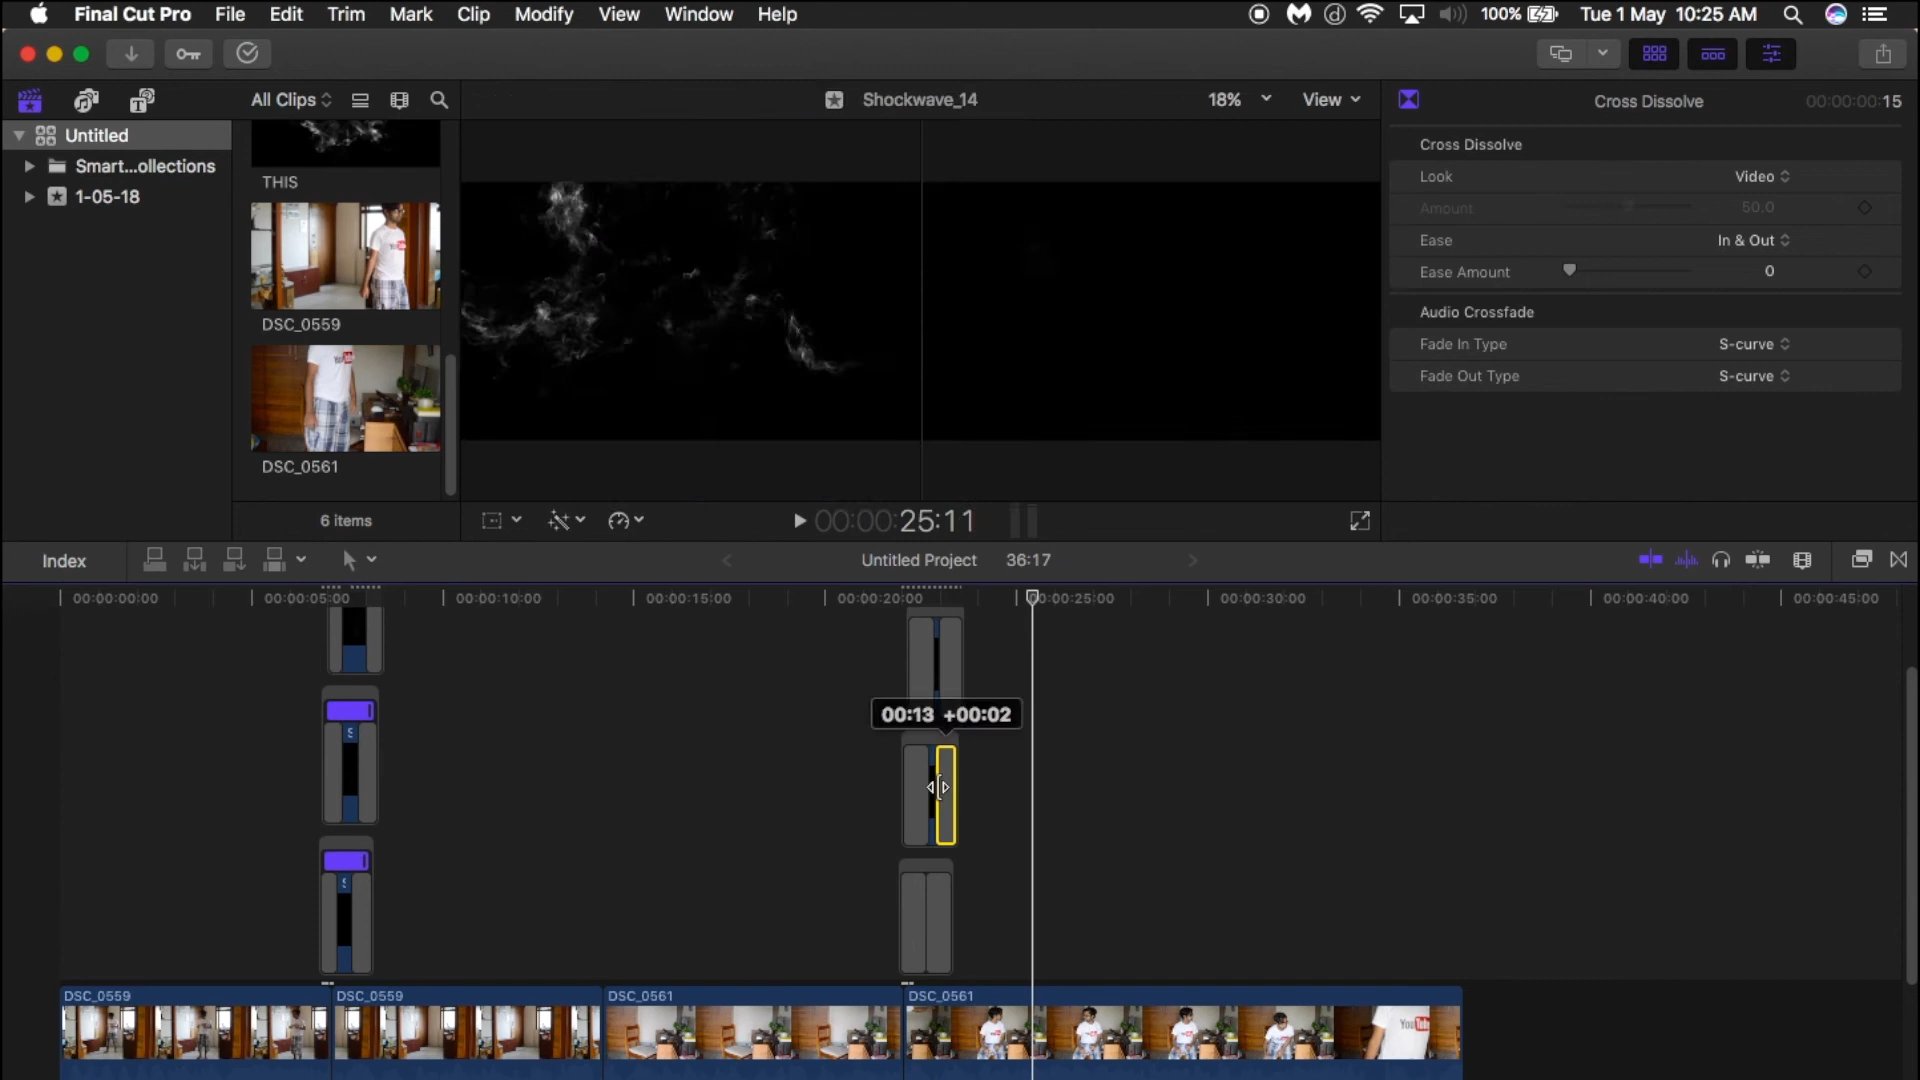 Final Cut Pro File Edit Trim Mark Clip Modify View Window Help 100% Tue 1 May 10:25 AM
All Clips Shockwave_14 18% View Cross Dissolve 00:00:00:15
Untitled
Smart...ollections
1-05-18
THIS
DSC_0559
DSC_0561
6 items
00:00:00:25:11
Cross Dissolve
Look Video
Amount 50.0
Ease In & Out
Ease Amount 0
Audio Crossfade
Fade In Type S-curve
Fade Out Type S-curve
Index Untitled Project 36:17
00:00:00:00 00:00:05:00 00:00:10:00 00:00:15:00 00:00:20:00 00:00:25:00 00:00:30:00 00:00:35:00 00:00:40:00 00:00:45:00
00:13 +00:02
S
S
DSC_0559 DSC_0559 DSC_0561 DSC_0561